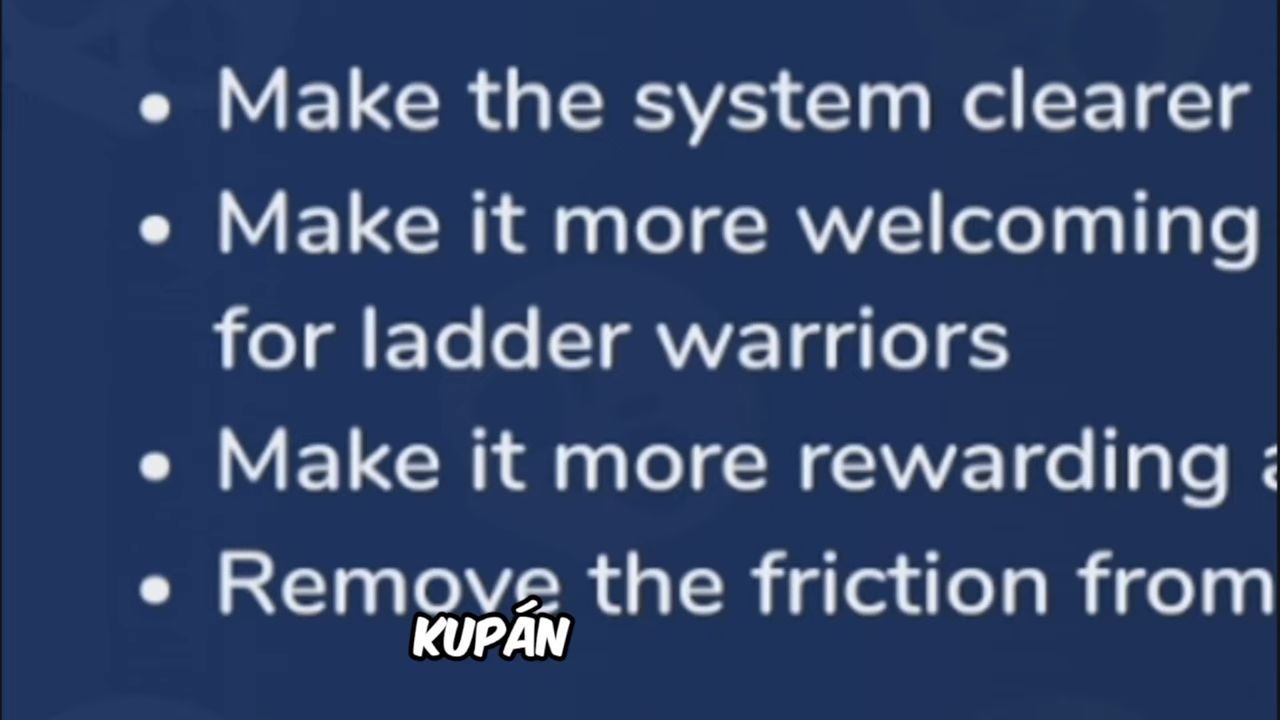 • Make the system clearer
• Make it more welcoming
for ladder warriors
• Make it more rewarding
• Remove the friction from
KUPÁN